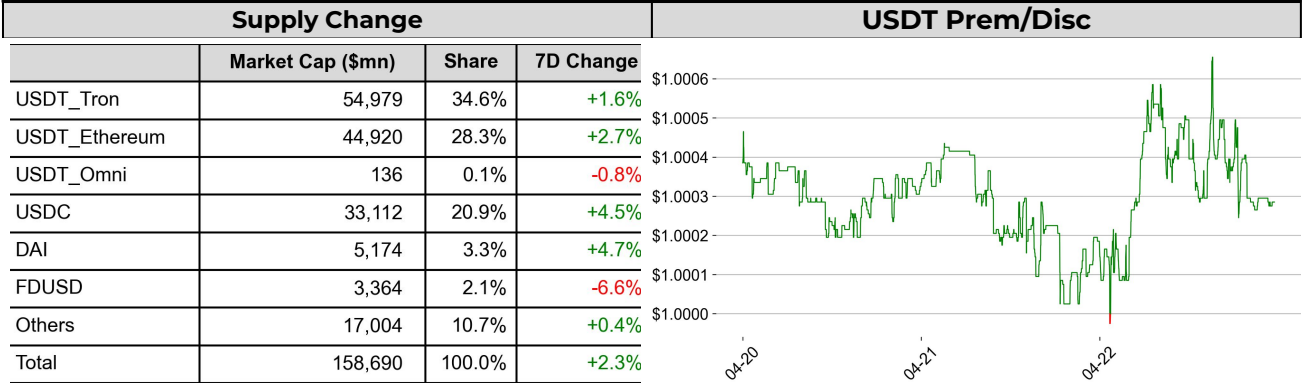 Supply Change
Market Cap ($mn) Share 7D Change
USDT_Tron 54,979 34.6% +1.6%
USDT_Ethereum 44,920 28.3% +2.7%
USDT_Omni 136 0.1% -0.8%
USDC 33,112 20.9% +4.5%
DAI 5,174 3.3% +4.7%
FDUSD 3,364 2.1% -6.6%
Others 17,004 10.7% +0.4%
Total 158,690 100.0% +2.3%
USDT Prem/Disc
$1.0006
$1.0005
$1.0004
$1.0003
$1.0002
$1.0001
$1.0000
04-20 04-21 04-22